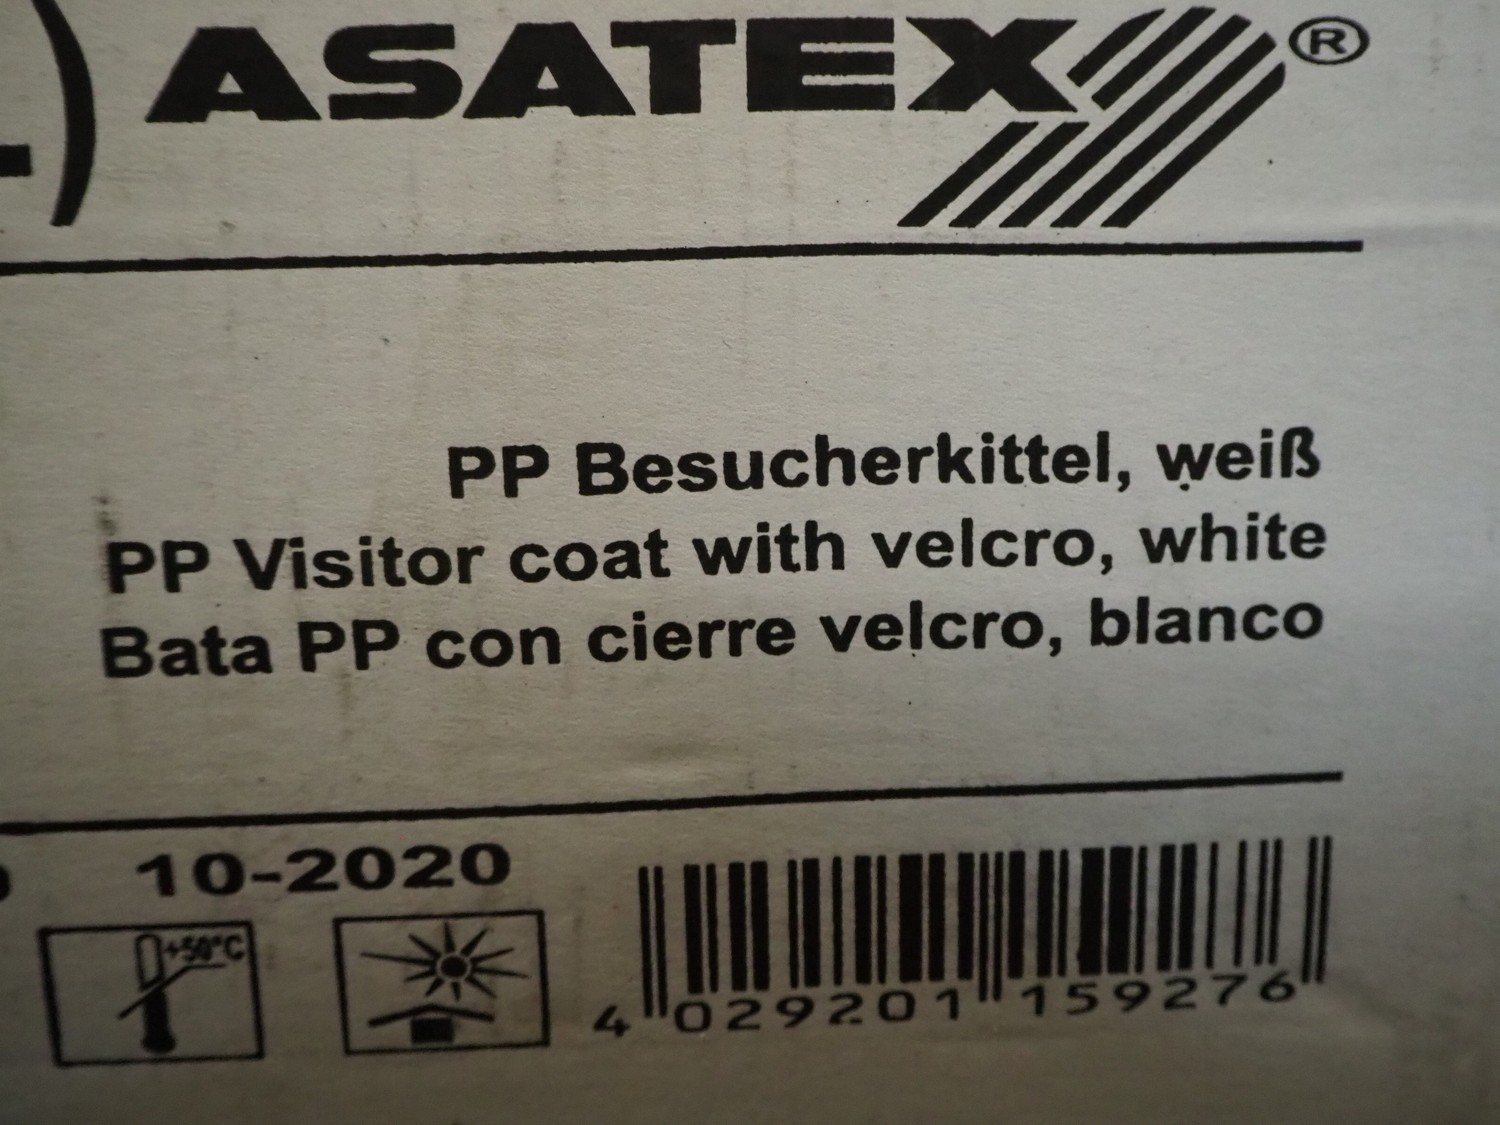 ) ASATEX®
PP Besucherkittel, weiß
PP Visitor coat with velcro, white
Bata PP con cierre velcro, blanco
10-2020
+50°C
4 029201 159276